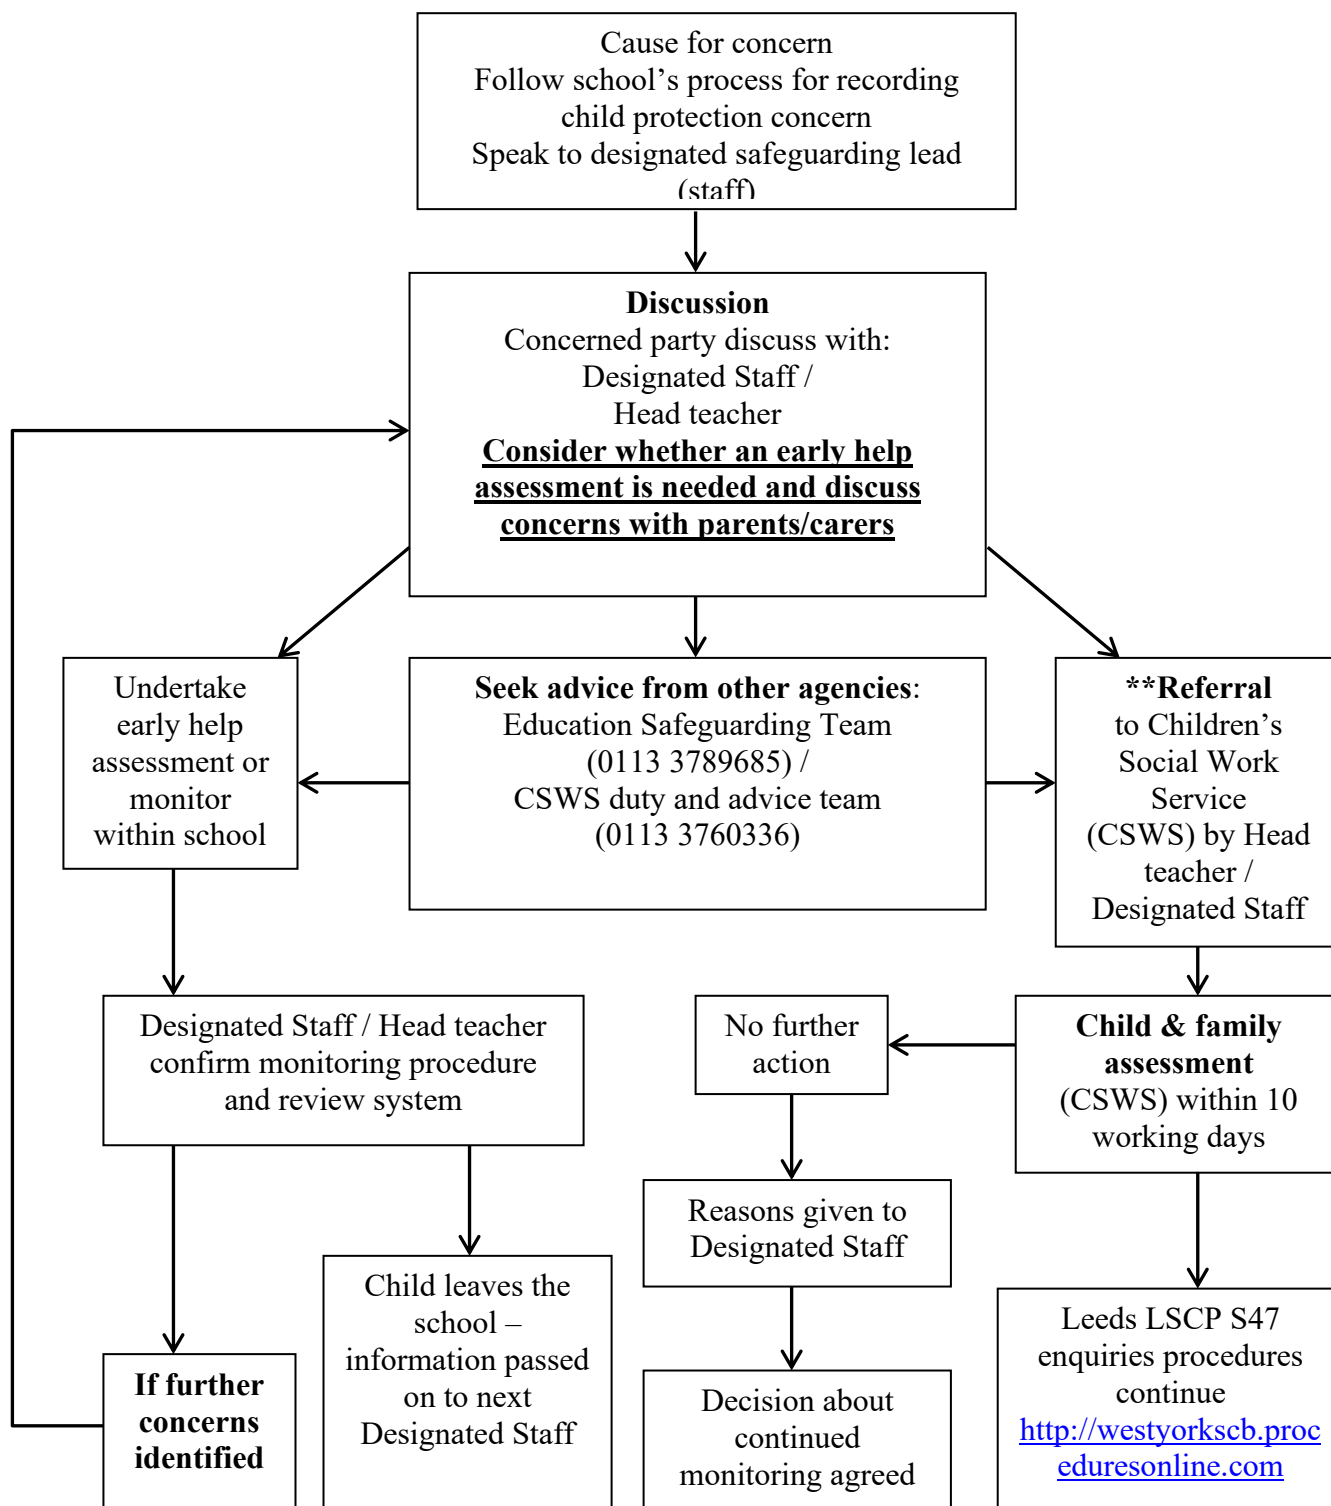 Cause for concern
Follow school’s process for recording
child protection concern
Speak to designated safeguarding lead
(staff)
Discussion
Concerned party discuss with:
Designated Staff /
Head teacher
Consider whether an early help
assessment is needed and discuss
concerns with parents/carers
Undertake
early help
assessment or
monitor
within school
Seek advice from other agencies:
Education Safeguarding Team
(0113 3789685) /
CSWS duty and advice team
(0113 3760336)
**Referral
to Children’s
Social Work
Service
(CSWS) by Head
teacher /
Designated Staff
Designated Staff / Head teacher
confirm monitoring procedure
and review system
No further
action
Child & family
assessment
(CSWS) within 10
working days
Reasons given to
Designated Staff
If further
concerns
identified
Child leaves the
school –
information passed
on to next
Designated Staff
Decision about
continued
monitoring agreed
Leeds LSCP S47
enquiries procedures
continue
http://westyorkscb.proc
eduresonline.com